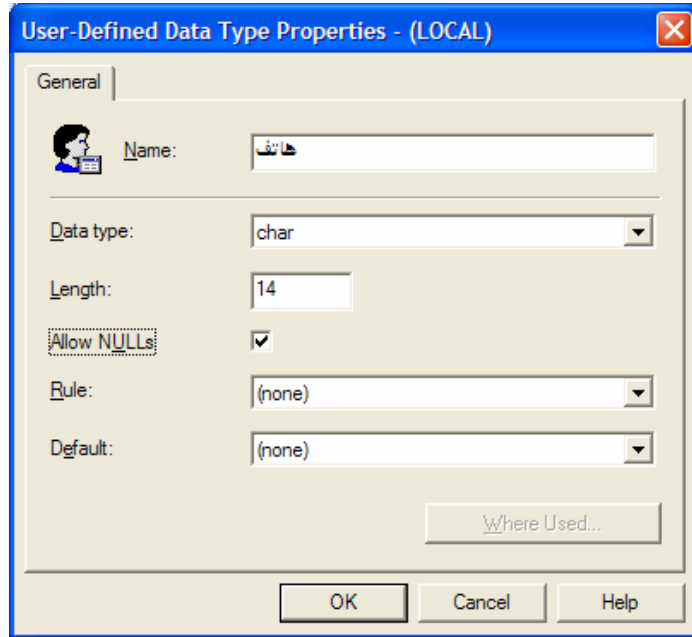 User-Defined Data Type Properties - (LOCAL)
General
Name: هاتف
Data type: char
Length: 14
Allow NULLs
Rule: (none)
Default: (none)
Where Used...
OK Cancel Help